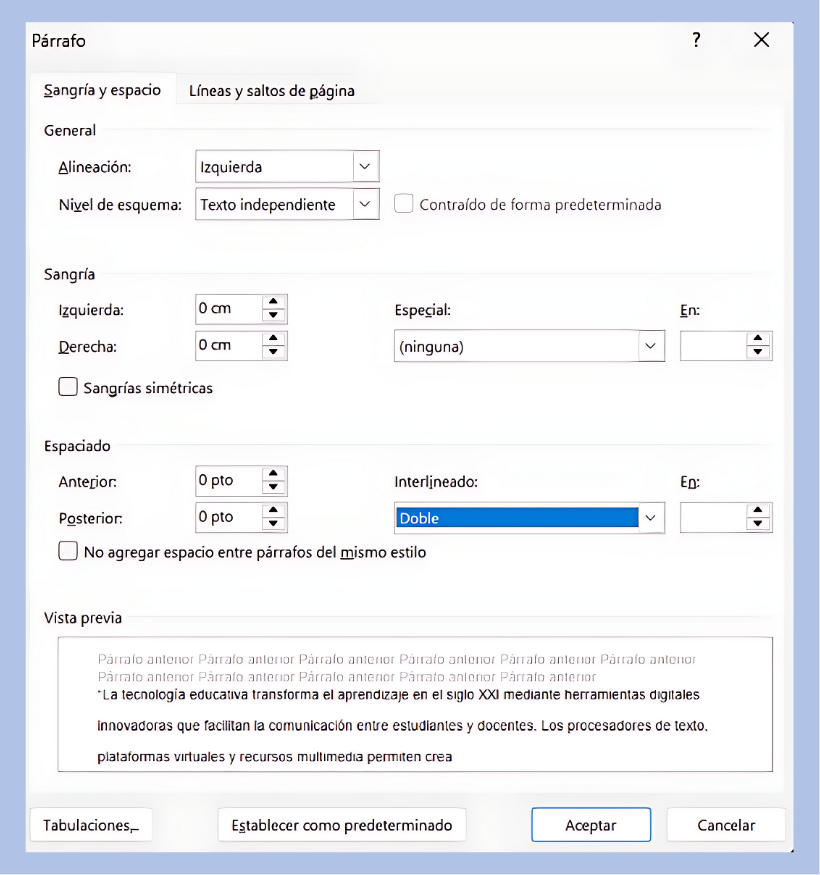 Párrafo ? X
Sangría y espacio Líneas y saltos de página
General
Alineación: Izquierda
Nivel de esquema: Texto independiente Contraído de forma predeterminada
Sangría
Izquierda: 0 cm Especial: En:
Derecha: 0 cm (ninguna)
Sangrías simétricas
Espaciado
Anterior: 0 pto Interlineado: En:
Posterior: 0 pto Doble
No agregar espacio entre párrafos del mismo estilo
Vista previa
Párrafo anterior Párrafo anterior Párrafo anterior Párrafo anterior Párrafo anterior Párrafo anterior
Párrafo anterior Párrafo anterior Párrafo anterior Párrafo anterior Párrafo anterior
"La tecnología educativa transforma el aprendizaje en el siglo XXI mediante herramientas digitales
innovadoras que facilitan la comunicación entre estudiantes y docentes. Los procesadores de texto,
plataformas virtuales y recursos multimedia permiten crea
Tabulaciones... Establecer como predeterminado Aceptar Cancelar